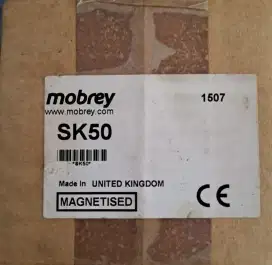 mobrey 1507
www.mobrey.com
SK50
*SK50*
Made in UNITED KINGDOM
MAGNETISED CE